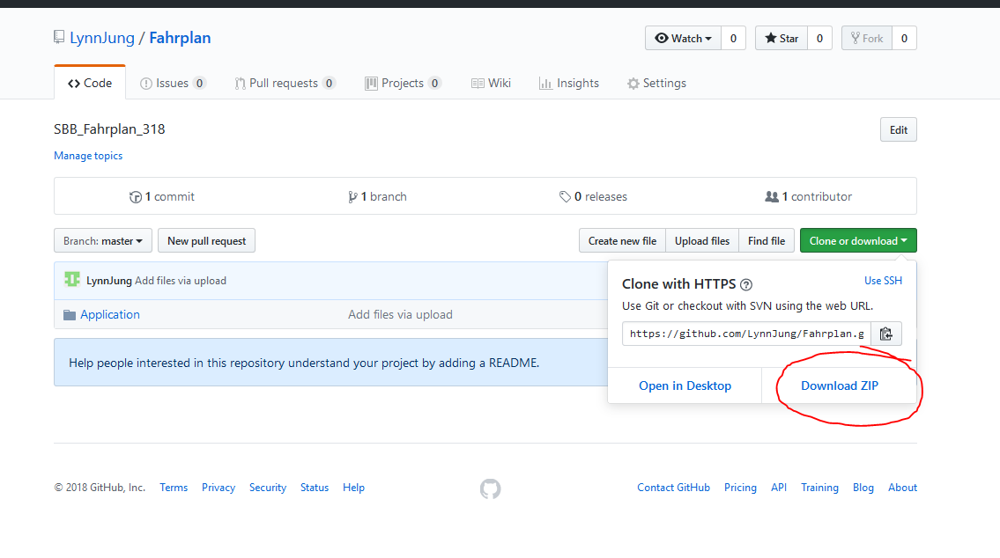 LynnJung / Fahrplan
Watch 0 Star 0 Fork 0
Code Issues 0 Pull requests 0 Projects 0 Wiki Insights Settings
SBB_Fahrplan_318
Edit
Manage topics
1 commit 1 branch 0 releases 1 contributor
Branch: master New pull request Create new file Upload files Find file Clone or download
LynnJung Add files via upload
Application Add files via upload
Help people interested in this repository understand your project by adding a README.
Clone with HTTPS ?
Use SSH
Use Git or checkout with SVN using the web URL.
https://github.com/LynnJung/Fahrplan.g
Open in Desktop Download ZIP
© 2018 GitHub, Inc. Terms Privacy Security Status Help Contact GitHub Pricing API Training Blog About